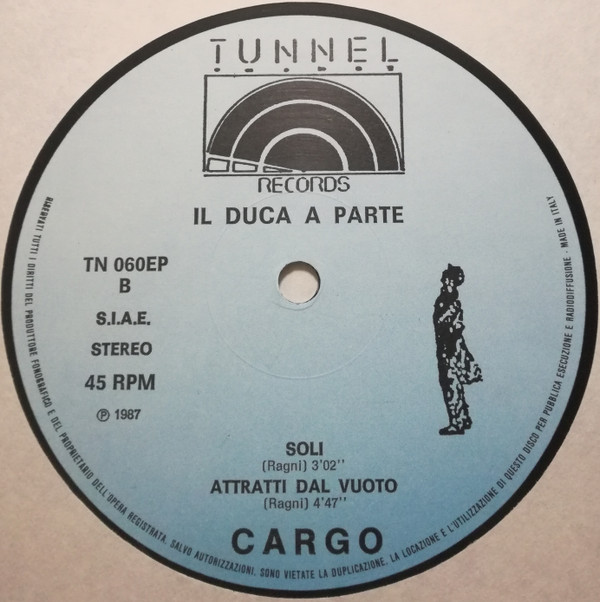 TUNNEL
RECORDS
IL DUCA A PARTE
TN 060EP
B
S.I.A.E.
STEREO
45 RPM
Ⓟ 1987
SOLI
(Ragni) 3'02''
ATTRATTI DAL VUOTO
(Ragni) 4'47''
CARGO
RISERVATI TUTTI I DIRITTI DEL PRODUTTORE FONOGRAFICO E DEL PROPRIETARIO DELL'OPERA REGISTRATA. SALVO AUTORIZZAZIONI, SONO VIETATE LA DUPLICAZIONE, LA LOCAZIONE E L'UTILIZZAZIONE DI QUESTO DISCO PER PUBBLICA ESECUZIONE E RADIODIFFUSIONE - MADE IN ITALY